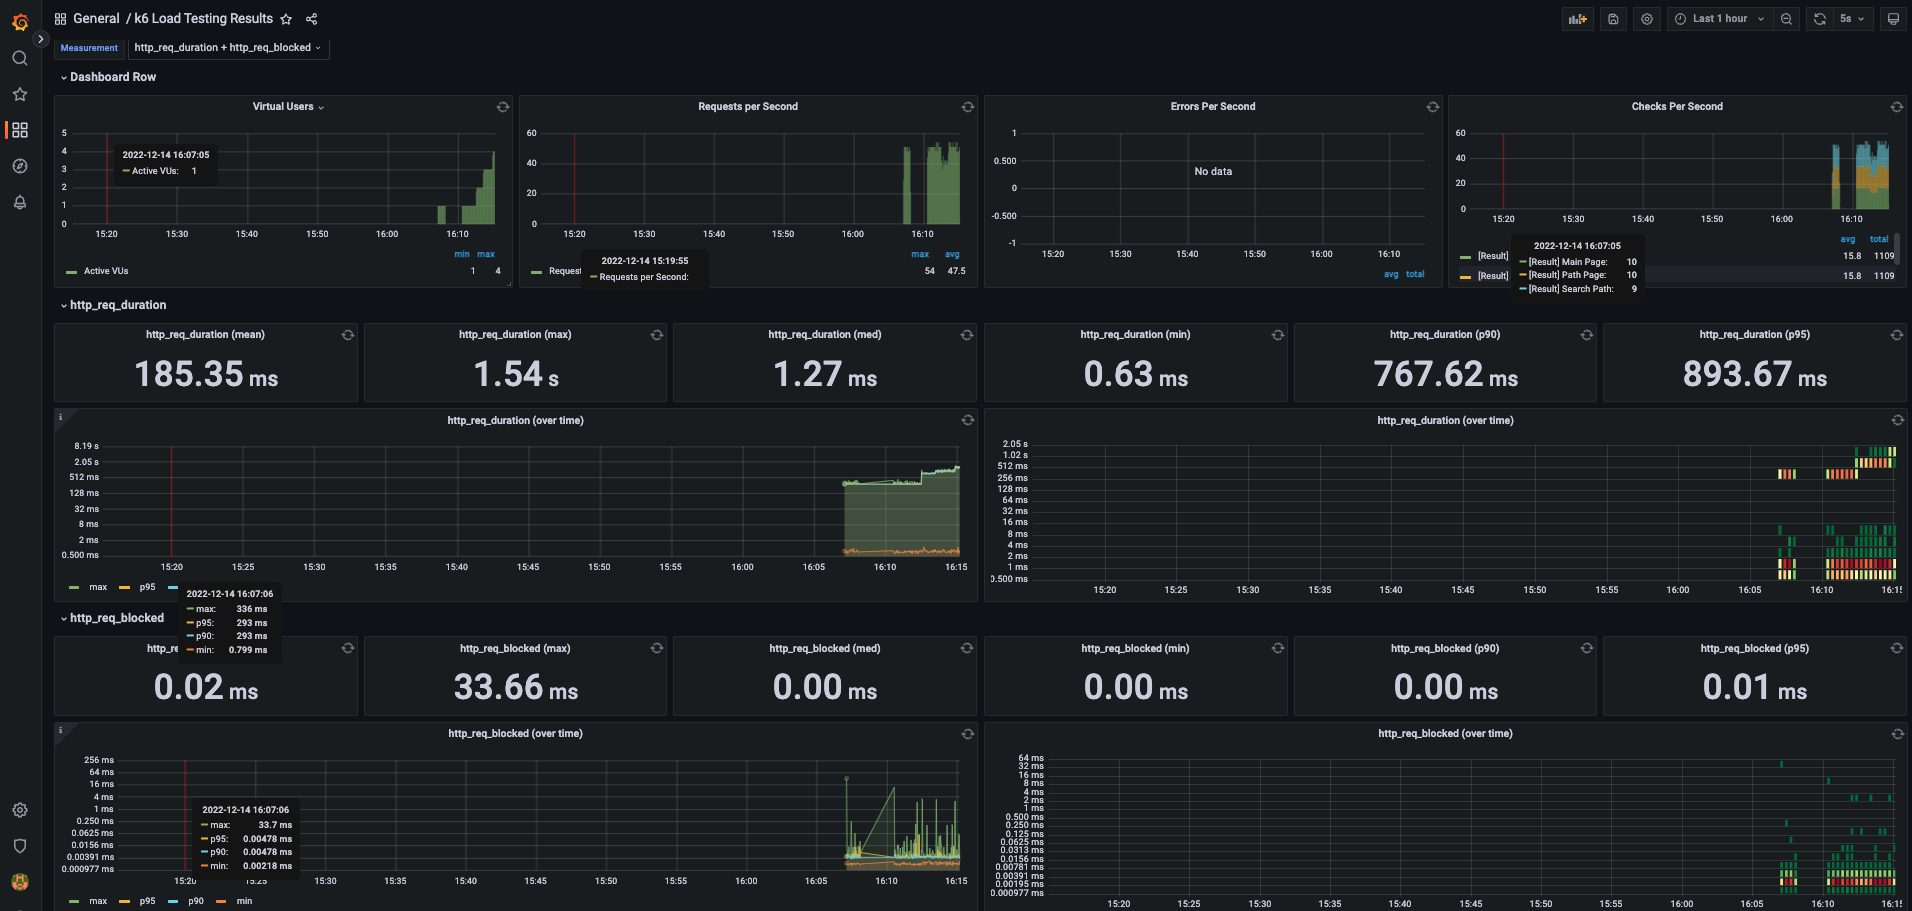 General / k6 Load Testing Results
Last 1 hour
5s
Measurement
http_req_duration + http_req_blocked
Dashboard Row
Virtual Users
5
4
3
2
1
0
15:20 15:30 15:40 15:50 16:00 16:10
2022-12-14 16:07:05
Active VUs: 1
min max
Active VUs 1 4
Requests per Second
60
40
20
0
15:20 15:30 15:40 15:50 16:00 16:10
max avg
Request 54 47.5
2022-12-14 15:19:55
Requests per Second:
Errors Per Second
1
0.500
0
-0.500
-1
No data
15:20 15:30 15:40 15:50 16:00 16:10
avg total
Checks Per Second
60
40
20
0
15:20 15:30 15:40 15:50 16:00 16:10
avg total
[Result] 15.8 1109
[Result] 15.8 1109
2022-12-14 16:07:05
[Result] Main Page: 10
[Result] Path Page: 10
[Result] Search Path: 9
http_req_duration
http_req_duration (mean)
185.35 ms
http_req_duration (max)
1.54 s
http_req_duration (med)
1.27 ms
http_req_duration (min)
0.63 ms
http_req_duration (p90)
767.62 ms
http_req_duration (p95)
893.67 ms
http_req_duration (over time)
8.19 s
2.05 s
512 ms
128 ms
32 ms
8 ms
2 ms
0.500 ms
15:20 15:25 15:30 15:35 15:40 15:45 15:50 15:55 16:00 16:05 16:10 16:15
max p95
2022-12-14 16:07:06
max: 336 ms
p95: 293 ms
p90: 293 ms
min: 0.799 ms
http_req_duration (over time)
2.05 s
1.02 s
512 ms
256 ms
128 ms
64 ms
32 ms
16 ms
8 ms
4 ms
2 ms
1 ms
0.500 ms
15:20 15:25 15:30 15:35 15:40 15:45 15:50 15:55 16:00 16:05 16:10 16:15
http_req_blocked
http_re
0.02 ms
http_req_blocked (max)
33.66 ms
http_req_blocked (med)
0.00 ms
http_req_blocked (min)
0.00 ms
http_req_blocked (p90)
0.00 ms
http_req_blocked (p95)
0.01 ms
http_req_blocked (over time)
256 ms
64 ms
16 ms
4 ms
1 ms
0.250 ms
0.0625 ms
0.0156 ms
0.00391 ms
0.000977 ms
2022-12-14 16:07:06
max: 33.7 ms
p95: 0.00478 ms
p90: 0.00478 ms
min: 0.00218 ms
15:20 15:25 15:30 15:35 15:40 15:45 15:50 15:55 16:00 16:05 16:10 16:15
max p95 p90 min
http_req_blocked (over time)
64 ms
32 ms
16 ms
8 ms
4 ms
2 ms
1 ms
0.500 ms
0.250 ms
0.125 ms
0.0625 ms
0.0313 ms
0.0156 ms
0.00781 ms
0.00391 ms
0.00195 ms
0.000977 ms
15:20 15:25 15:30 15:35 15:40 15:45 15:50 15:55 16:00 16:05 16:10 16:15